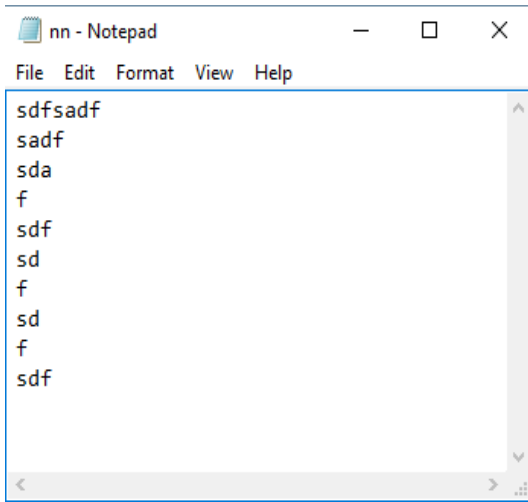 nn - Notepad
File Edit Format View Help
sdfsadf
sadf
sda
f
sdf
sd
f
sd
f
sdf